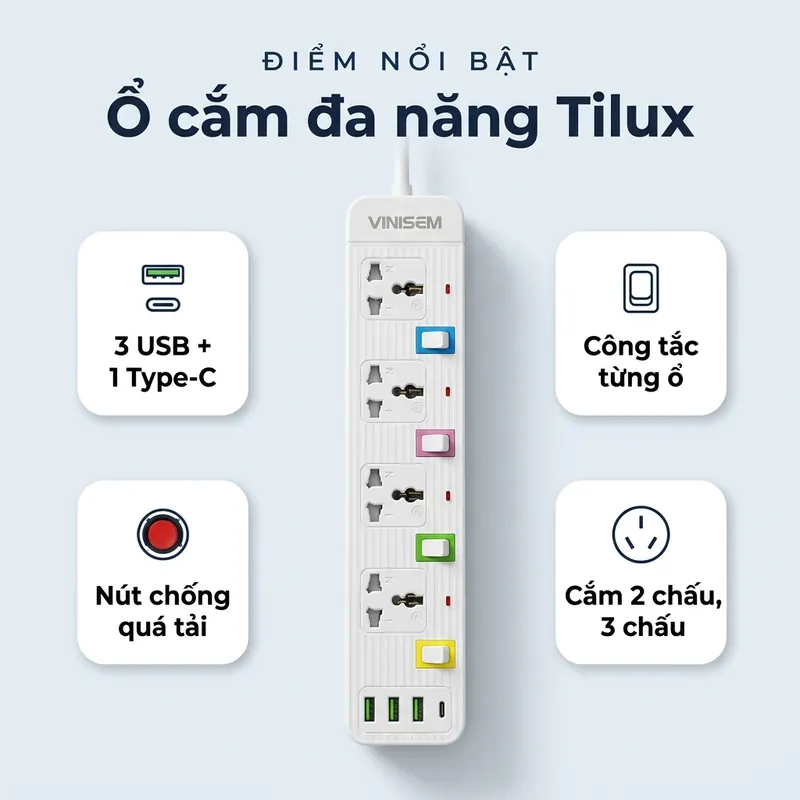 ĐIỂM NỔI BẬT
Ổ cắm đa năng Tilux
VINISEM
3 USB +
1 Type-C
Công tắc
từng ổ
Nút chống
quá tải
Cắm 2 chấu,
3 chấu